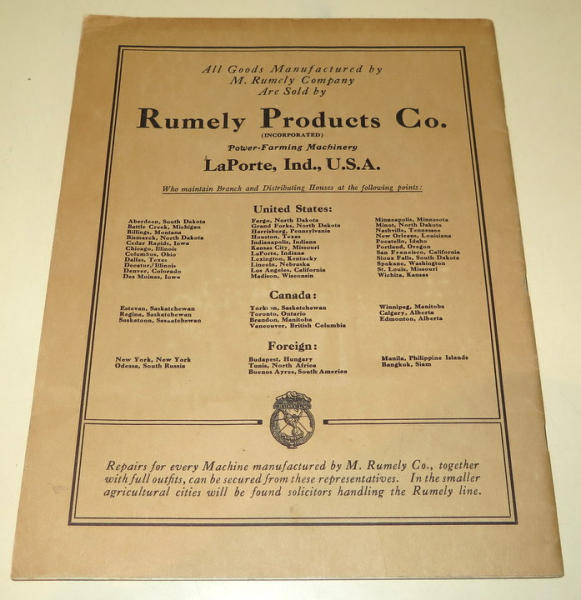 All Goods Manufactured by
M. Rumely Company
Are Sold by
Rumely Products Co.
(INCORPORATED)
Power-Farming Machinery
LaPorte, Ind., U.S.A.
Who maintain Branch and Distributing Houses at the following points:
United States:
Aberdeen, South Dakota
Battle Creek, Michigan
Billings, Montana
Bismarck, North Dakota
Cedar Rapids, Iowa
Chicago, Illinois
Columbus, Ohio
Dallas, Texas
Decatur, Illinois
Denver, Colorado
Des Moines, Iowa
Fargo, North Dakota
Grand Forks, North Dakota
Harrisburg, Pennsylvania
Houston, Texas
Indianapolis, Indiana
Kansas City, Missouri
LaPorte, Indiana
Lexington, Kentucky
Lincoln, Nebraska
Los Angeles, California
Madison, Wisconsin
Minneapolis, Minnesota
Minot, North Dakota
Nashville, Tennessee
New Orleans, Louisiana
Pocatello, Idaho
Portland, Oregon
San Francisco, California
Sioux Falls, South Dakota
Spokane, Washington
St. Louis, Missouri
Wichita, Kansas
Canada:
Estevan, Saskatchewan
Regina, Saskatchewan
Saskatoon, Saskatchewan
Yorkton, Saskatchewan
Toronto, Ontario
Brandon, Manitoba
Vancouver, British Columbia
Winnipeg, Manitoba
Calgary, Alberta
Edmonton, Alberta
Foreign:
New York, New York
Odessa, South Russia
Budapest, Hungary
Tunis, North Africa
Buenos Ayres, South America
Manila, Philippine Islands
Bangkok, Siam
Repairs for every Machine manufactured by M. Rumely Co., together
with full outfits, can be secured from these representatives. In the smaller
agricultural cities will be found solicitors handling the Rumely line.